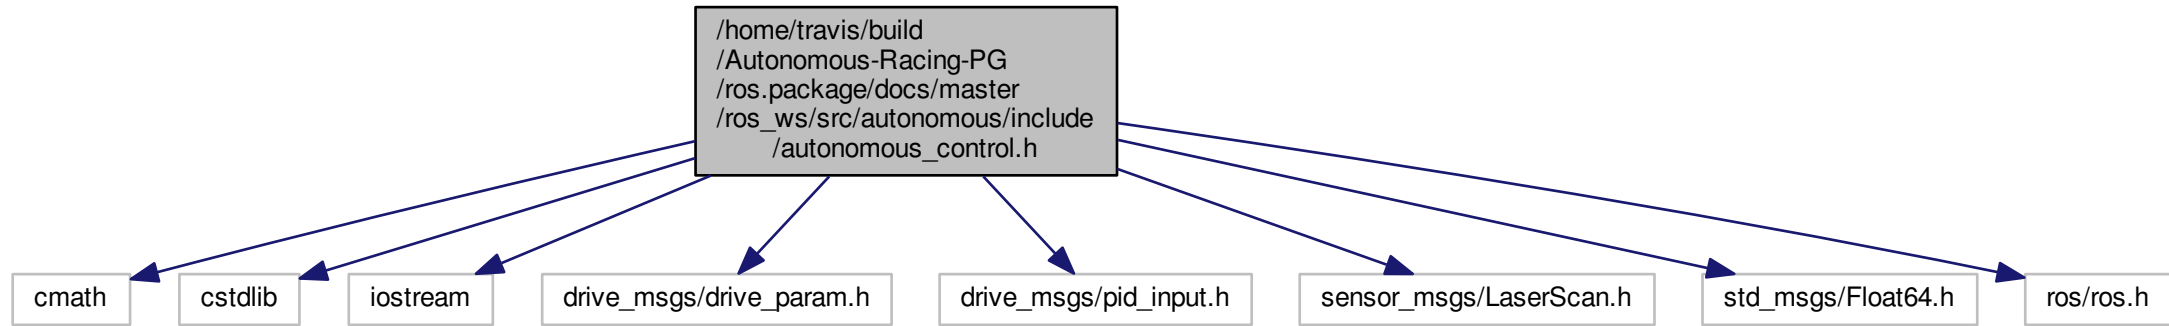 /home/travis/build
/Autonomous-Racing-PG
/ros.package/docs/master
/ros_ws/src/autonomous/include
/autonomous_control.h
cmath
cstdlib
iostream
drive_msgs/drive_param.h
drive_msgs/pid_input.h
sensor_msgs/LaserScan.h
std_msgs/Float64.h
ros/ros.h